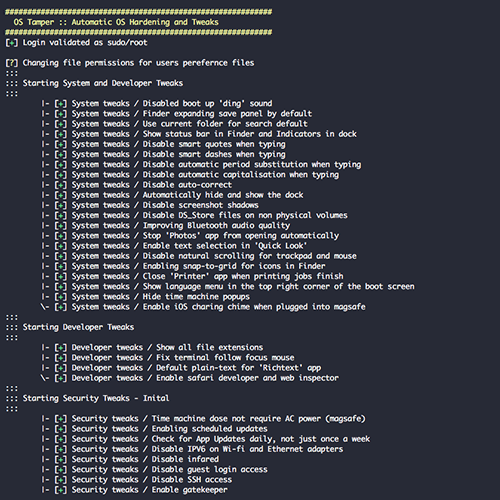 ############################################################
OS Tamper :: Automatic OS Hardening and Tweaks
############################################################
[+] Login validated as sudo/root
[?] Changing file permissions for users perefernce files
:::
::: Starting System and Developer Tweaks
:::
|- [+] System tweaks / Disabled boot up 'ding' sound
|- [+] System tweaks / Finder expanding save panel by default
|- [+] System tweaks / Use current folder for search default
|- [+] System tweaks / Show status bar in Finder and Indicators in dock
|- [+] System tweaks / Disable smart quotes when typing
|- [+] System tweaks / Disable smart dashes when typing
|- [+] System tweaks / Disable automatic period substitution when typing
|- [+] System tweaks / Disable automatic capitalisation when typing
|- [+] System tweaks / Disable auto-correct
|- [+] System tweaks / Automatically hide and show the dock
|- [+] System tweaks / Disable screenshot shadows
|- [+] System tweaks / Disable DS_Store files on non physical volumes
|- [+] System tweaks / Improving Bluetooth audio quality
|- [+] System tweaks / Stop 'Photos' app from opening automatically
|- [+] System tweaks / Enable text selection in 'Quick Look'
|- [+] System tweaks / Disable natural scrolling for trackpad and mouse
|- [+] System tweaks / Enabling snap-to-grid for icons in Finder
|- [+] System tweaks / Close 'Printer' app when printing jobs finish
|- [+] System tweaks / Show language menu in the top right corner of the boot screen
|- [+] System tweaks / Hide time machine popups
\- [+] System tweaks / Enable iOS charing chime when plugged into magsafe
:::
::: Starting Developer Tweaks
:::
|- [+] Developer tweaks / Show all file extensions
|- [+] Developer tweaks / Fix terminal follow focus mouse
|- [+] Developer tweaks / Default plain-text for 'Richtext' app
\- [+] Developer tweaks / Enable safari developer and web inspector
:::
::: Starting Security Tweaks - Inital
:::
|- [+] Security tweaks / Time machine dose not require AC power (magsafe)
|- [+] Security tweaks / Enabling scheduled updates
|- [+] Security tweaks / Check for App Updates daily, not just once a week
|- [+] Security tweaks / Disable IPV6 on Wi-fi and Ethernet adapters
|- [+] Security tweaks / Disable infared
|- [+] Security tweaks / Disable guest login access
|- [+] Security tweaks / Disable SSH access
|- [+] Security tweaks / Enable gatekeeper